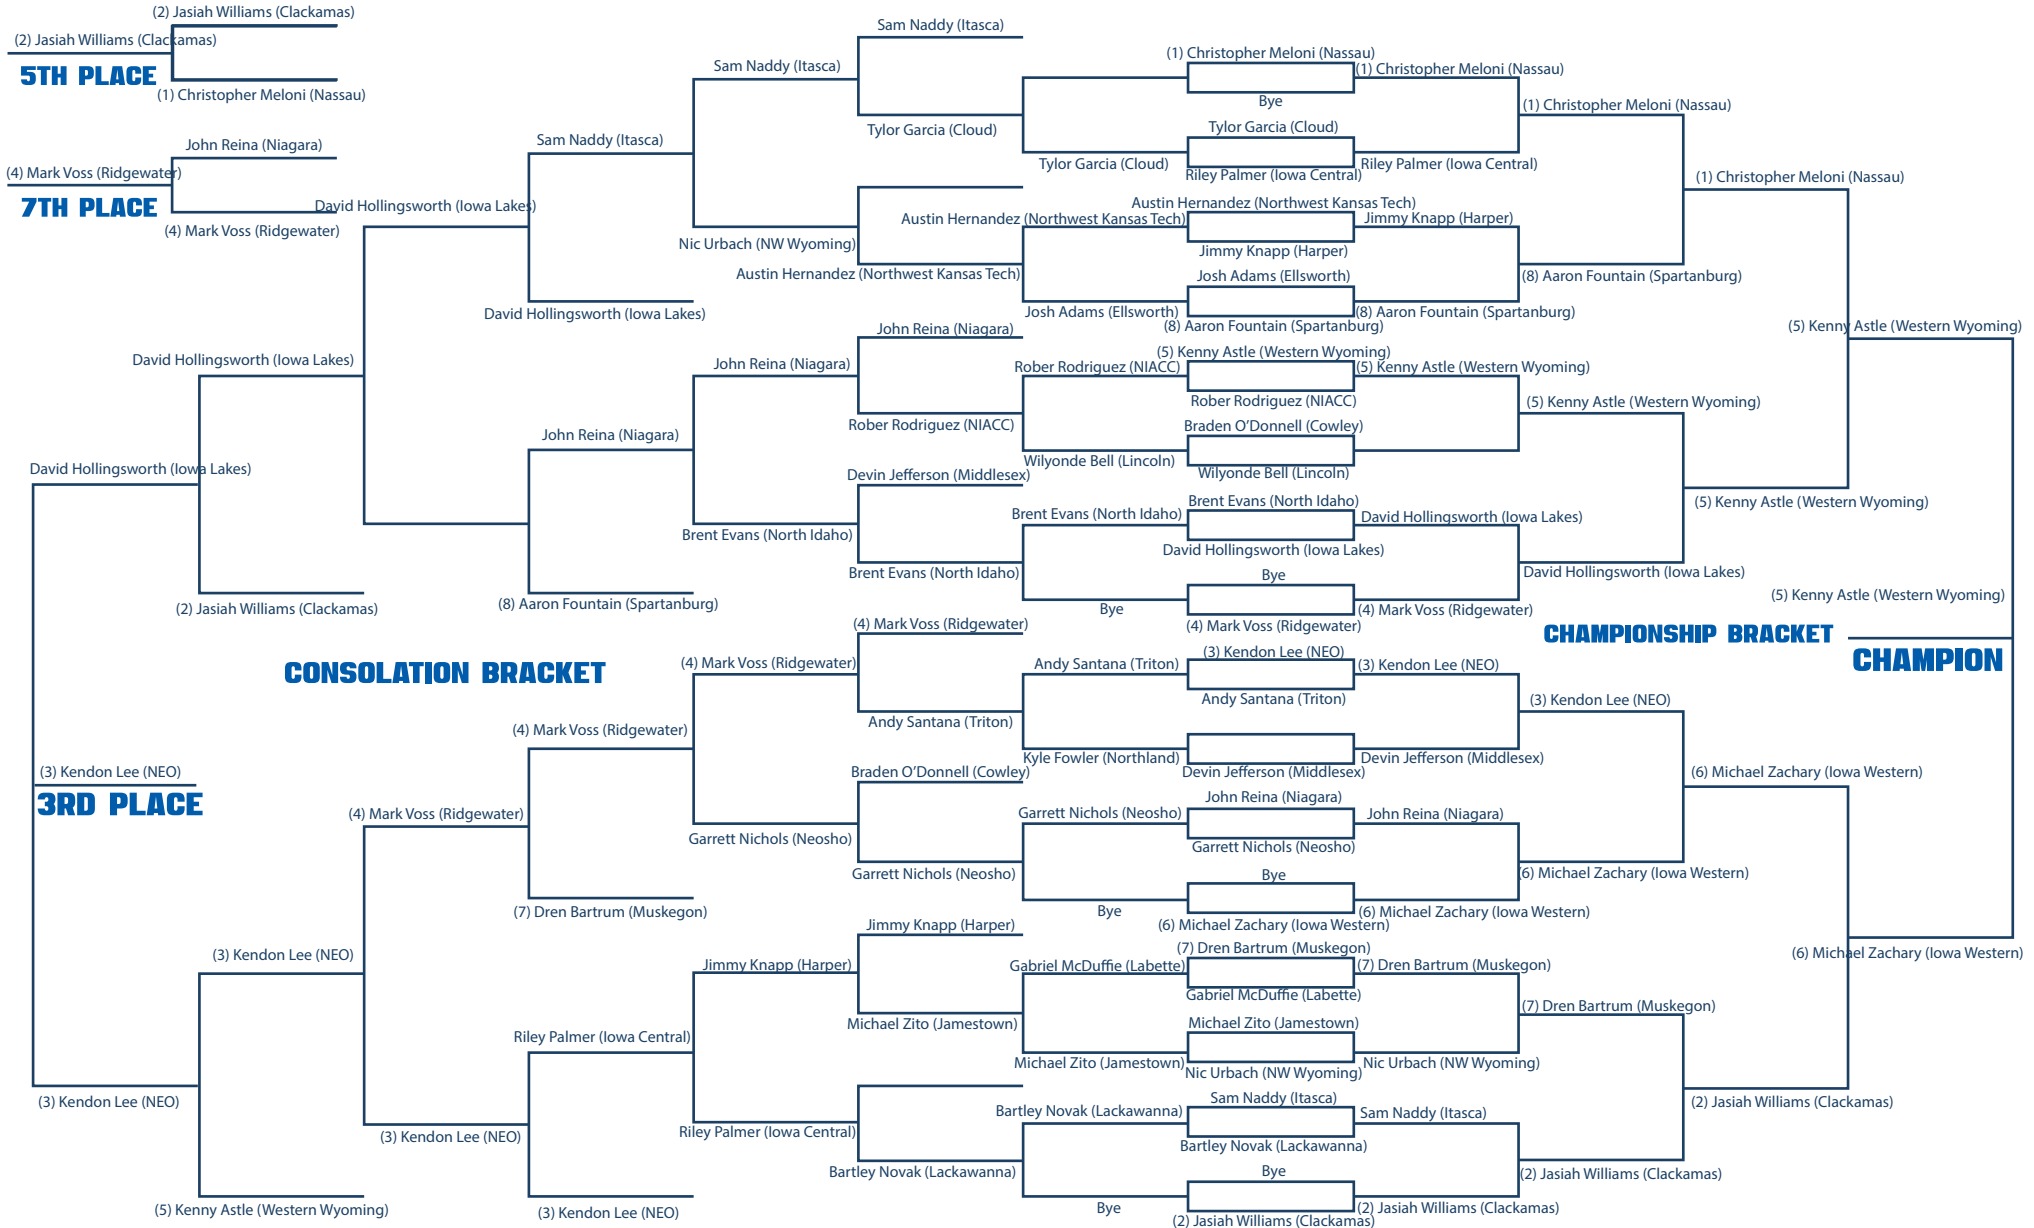 (2) Jasiah Williams (Clackamas)
(2) Jasiah Williams (Clackamas)
5TH PLACE
(1) Christopher Meloni (Nassau)
John Reina (Niagara)
(4) Mark Voss (Ridgewater)
7TH PLACE
(4) Mark Voss (Ridgewater)
David Hollingsworth (Iowa Lakes)
David Hollingsworth (Iowa Lakes)
David Hollingsworth (Iowa Lakes)
(2) Jasiah Williams (Clackamas)
CONSOLATION BRACKET
(3) Kendon Lee (NEO)
3RD PLACE
(4) Mark Voss (Ridgewater)
(3) Kendon Lee (NEO)
(3) Kendon Lee (NEO)
(3) Kendon Lee (NEO)
(5) Kenny Astle (Western Wyoming)
Sam Naddy (Itasca)
David Hollingsworth (Iowa Lakes)
John Reina (Niagara)
(8) Aaron Fountain (Spartanburg)
(4) Mark Voss (Ridgewater)
(7) Dren Bartrum (Muskegon)
Riley Palmer (Iowa Central)
(3) Kendon Lee (NEO)
Sam Naddy (Itasca)
Nic Urbach (NW Wyoming)
John Reina (Niagara)
Brent Evans (North Idaho)
(4) Mark Voss (Ridgewater)
Garrett Nichols (Neosho)
Jimmy Knapp (Harper)
Riley Palmer (Iowa Central)
Sam Naddy (Itasca)
Tylor Garcia (Cloud)
Austin Hernandez (Northwest Kansas Tech)
John Reina (Niagara)
Rober Rodriguez (NIACC)
Devin Jefferson (Middlesex)
Brent Evans (North Idaho)
(4) Mark Voss (Ridgewater)
Andy Santana (Triton)
Braden O’Donnell (Cowley)
Garrett Nichols (Neosho)
Jimmy Knapp (Harper)
Michael Zito (Jamestown)
Bartley Novak (Lackawanna)
Tylor Garcia (Cloud)
Austin Hernandez (Northwest Kansas Tech)
Josh Adams (Ellsworth)
Rober Rodriguez (NIACC)
Wilyonde Bell (Lincoln)
Brent Evans (North Idaho)
Bye
Andy Santana (Triton)
Kyle Fowler (Northland)
Garrett Nichols (Neosho)
Bye
Gabriel McDuffie (Labette)
Michael Zito (Jamestown)
Bartley Novak (Lackawanna)
Bye
(1) Christopher Meloni (Nassau)
Bye
Tylor Garcia (Cloud)
Riley Palmer (Iowa Central)
Austin Hernandez (Northwest Kansas Tech)
Jimmy Knapp (Harper)
Josh Adams (Ellsworth)
(8) Aaron Fountain (Spartanburg)
(5) Kenny Astle (Western Wyoming)
Rober Rodriguez (NIACC)
Braden O’Donnell (Cowley)
Wilyonde Bell (Lincoln)
Brent Evans (North Idaho)
David Hollingsworth (Iowa Lakes)
Bye
(4) Mark Voss (Ridgewater)
(3) Kendon Lee (NEO)
Andy Santana (Triton)
Devin Jefferson (Middlesex)
John Reina (Niagara)
Garrett Nichols (Neosho)
Bye
(6) Michael Zachary (Iowa Western)
(7) Dren Bartrum (Muskegon)
Gabriel McDuffie (Labette)
Michael Zito (Jamestown)
Nic Urbach (NW Wyoming)
Sam Naddy (Itasca)
Bartley Novak (Lackawanna)
Bye
(2) Jasiah Williams (Clackamas)
(1) Christopher Meloni (Nassau)
Riley Palmer (Iowa Central)
Jimmy Knapp (Harper)
(8) Aaron Fountain (Spartanburg)
(5) Kenny Astle (Western Wyoming)
David Hollingsworth (Iowa Lakes)
(4) Mark Voss (Ridgewater)
(3) Kendon Lee (NEO)
Devin Jefferson (Middlesex)
John Reina (Niagara)
(6) Michael Zachary (Iowa Western)
(7) Dren Bartrum (Muskegon)
Nic Urbach (NW Wyoming)
Sam Naddy (Itasca)
(2) Jasiah Williams (Clackamas)
(1) Christopher Meloni (Nassau)
(8) Aaron Fountain (Spartanburg)
(5) Kenny Astle (Western Wyoming)
David Hollingsworth (Iowa Lakes)
(3) Kendon Lee (NEO)
(6) Michael Zachary (Iowa Western)
(7) Dren Bartrum (Muskegon)
(2) Jasiah Williams (Clackamas)
(1) Christopher Meloni (Nassau)
(5) Kenny Astle (Western Wyoming)
(6) Michael Zachary (Iowa Western)
(2) Jasiah Williams (Clackamas)
(5) Kenny Astle (Western Wyoming)
(6) Michael Zachary (Iowa Western)
(5) Kenny Astle (Western Wyoming)
CHAMPIONSHIP BRACKET
CHAMPION